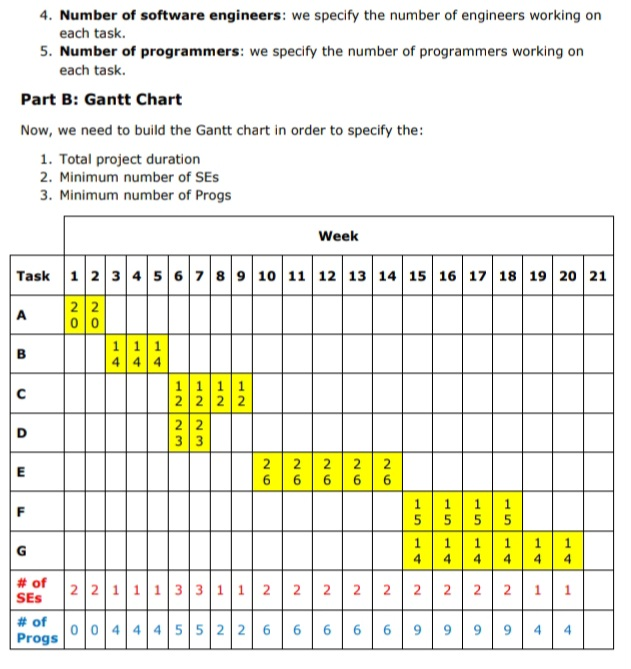 4. Number of software engineers: we specify the number of engineers working on
each task.
5. Number of programmers: we specify the number of programmers working on
each task.
Part B: Gantt Chart
Now, we need to build the Gantt chart in order to specify the:
1. Total project duration
2. Minimum number of SEs
3. Minimum number of Progs
Week
Task 1 2 3 4 5 6 7 8 9 10 11 12 13 14 15 16 17 18 19 20 21
A 2 2
0 0
B 1 1 1
4 4 4
C 1 1 1 1
2 2 2 2
D 2 2
3 3
E 2 2 2 2 2
6 6 6 6 6
F 1 1 1 1
5 5 5 5
G 1 1 1 1 1 1
4 4 4 4 4 4
# of
SEs 2 2 1 1 1 3 3 1 1 2 2 2 2 2 2 2 2 2 1 1
# of
Progs 0 0 4 4 4 5 5 2 2 6 6 6 6 6 9 9 9 9 4 4